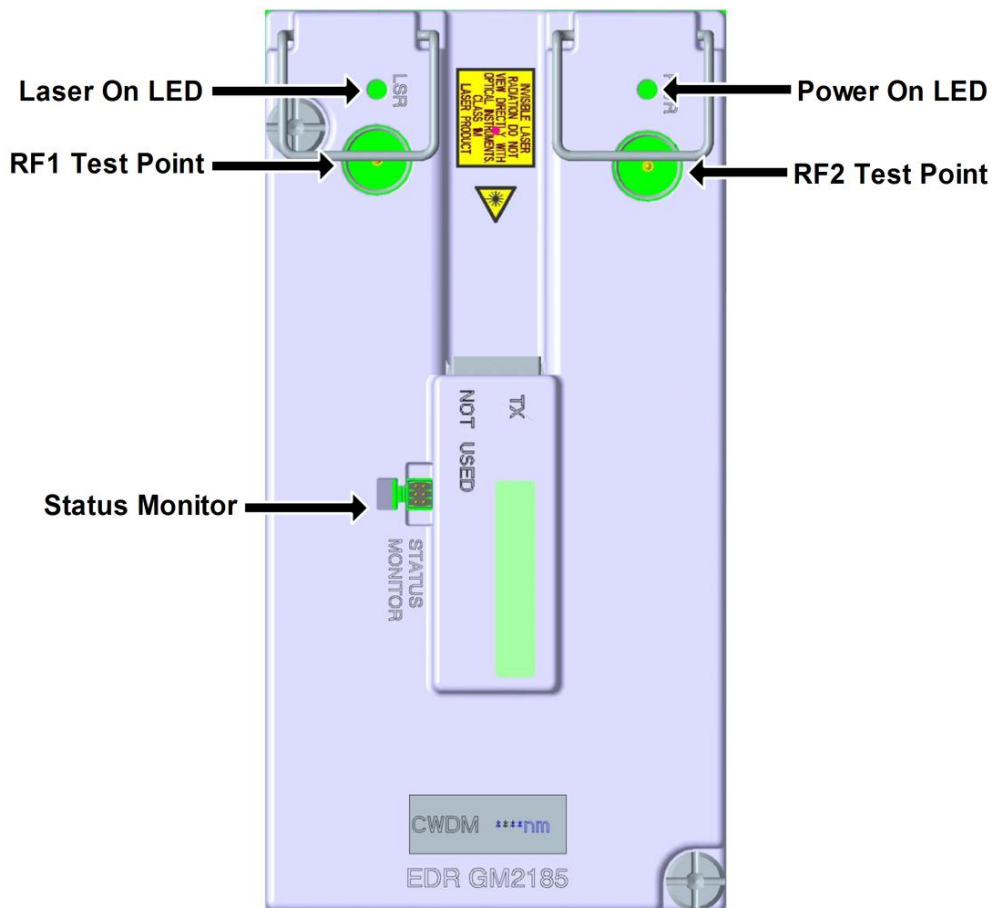 Laser On LED
Power On LED
RF1 Test Point
RF2 Test Point
Status Monitor
LSR
INVISIBLE LASER
RADIATION DO NOT
VIEW DIRECTLY WITH
OPTICAL INSTRUMENTS.
CLASS 1M
LASER PRODUCT
TX
NOT USED
STATUS
MONITOR
CWDM ****nm
EDR GM2185